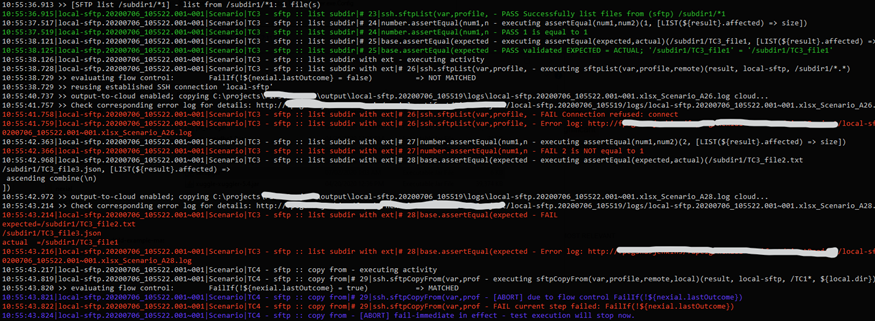 10:55:36.913 >> [SFTP list /subdir1/*1] - list from /subdir1/*1: 1 file(s)
10:55:36.915|local-sftp.20200706_105522.001~001|Scenario|TC3 - sftp :: list subdir|# 23|ssh.sftpList(var,profile, - PASS Successfully list files from (sftp) /subdir1/*1
10:55:37.519|local-sftp.20200706_105522.001~001|Scenario|TC3 - sftp :: list subdir|# 24|number.assertEqual(num1,n - executing assertEqual(num1,num2)(1, [LIST(${result}.affected) => size])
10:55:37.521|local-sftp.20200706_105522.001~001|Scenario|TC3 - sftp :: list subdir|# 24|number.assertEqual(num1,n - PASS 1 is equal to 1
10:55:38.121|local-sftp.20200706_105522.001~001|Scenario|TC3 - sftp :: list subdir|# 25|base.assertEqual(expected - executing assertEqual(expected,actual)(/subdir1/TC3_file1, [LIST(${result}.affected) =>
10:55:38.125|local-sftp.20200706_105522.001~001|Scenario|TC3 - sftp :: list subdir|# 25|base.assertEqual(expected - PASS validated EXPECTED = ACTUAL; '/subdir1/TC3_file1' = '/subdir1/TC3_file1'
10:55:38.126|local-sftp.20200706_105522.001~001|Scenario|TC3 - sftp :: list subdir with ext - executing activity
10:55:38.728|local-sftp.20200706_105522.001~001|Scenario|TC3 - sftp :: list subdir with ext|# 26|ssh.sftpList(var,profile, - executing sftpList(var,profile,remote)(result, local-sftp, /subdir1/*.*)
10:55:38.729 >> evaluating flow control: FailIf(!${nexial.lastOutcome} = false) => NOT MATCHED
10:55:38.729 >> reusing established SSH connection 'local-sftp'
10:55:40.737 >> output-to-cloud enabled; copying C:\projects\ \output\local-sftp.20200706_105519\logs\local-sftp.20200706_105522.001~001.xlsx_Scenario_A26.log cloud...
10:55:41.757 >> Check corresponding error log for details: http: /local-sftp.20200706_105519/logs/local-sftp.20200706_105522.001~001.xlsx_Scenario_A26.
10:55:41.758|local-sftp.20200706_105522.001~001|Scenario|TC3 - sftp :: list subdir with ext|# 26|ssh.sftpList(var,profile, - FAIL Connection refused: connect
10:55:41.759|local-sftp.20200706_105522.001~001|Scenario|TC3 - sftp :: list subdir with ext|# 26|ssh.sftpList(var,profile, - Error log: http:// /local-s
0200706_105522.001~001.xlsx_Scenario_A26.log
10:55:42.363|local-sftp.20200706_105522.001~001|Scenario|TC3 - sftp :: list subdir with ext|# 27|number.assertEqual(num1,n - executing assertEqual(num1,num2)(2, [LIST(${result}.affected) => size])
10:55:42.366|local-sftp.20200706_105522.001~001|Scenario|TC3 - sftp :: list subdir with ext|# 27|number.assertEqual(num1,n - FAIL 2 is NOT equal to 1
10:55:42.968|local-sftp.20200706_105522.001~001|Scenario|TC3 - sftp :: list subdir with ext|# 28|base.assertEqual(expected - executing assertEqual(expected,actual)(/subdir1/TC3_file2.txt
/subdir1/TC3_file3.json, [LIST(${result}.affected) =>
ascending combine(\n)
])
10:55:42.972 >> output-to-cloud enabled; copying C:\projects\ \output\local-sftp.20200706_105519\logs\local-sftp.20200706_105522.001~001.xlsx_Scenario_A28.log cloud...
10:55:43.214 >> Check corresponding error log for details: http:// /local-sftp.20200706_105519/logs/local-sftp.20200706_105522.001~001.xlsx_Scenario_A28.
10:55:43.214|local-sftp.20200706_105522.001~001|Scenario|TC3 - sftp :: list subdir with ext|# 28|base.assertEqual(expected - FAIL
expected=/subdir1/TC3_file2.txt
/subdir1/TC3_file3.json
actual =/subdir1/TC3_file1
10:55:43.216|local-sftp.20200706_105522.001~001|Scenario|TC3 - sftp :: list subdir with ext|# 28|base.assertEqual(expected - Error log: http:// /local-s
0200706_105522.001~001.xlsx_Scenario_A28.log
10:55:43.217|local-sftp.20200706_105522.001~001|Scenario|TC4 - sftp :: copy from - executing activity
10:55:43.819|local-sftp.20200706_105522.001~001|Scenario|TC4 - sftp :: copy from|# 29|ssh.sftpCopyFrom(var,prof - executing sftpCopyFrom(var,profile,remote,local)(result, local-sftp, /TC1*, ${local.dir})
10:55:43.820 >> evaluating flow control: FailIf(!${nexial.lastOutcome} = true) => MATCHED
10:55:43.821|local-sftp.20200706_105522.001~001|Scenario|TC4 - sftp :: copy from|# 29|ssh.sftpCopyFrom(var,prof - [ABORT] due to flow control FailIf(!${nexial.lastOutcome})
10:55:43.822|local-sftp.20200706_105522.001~001|Scenario|TC4 - sftp :: copy from|# 29|ssh.sftpCopyFrom(var,prof - FAIL current step failed: FailIf(!${nexial.lastOutcome})
10:55:43.824|local-sftp.20200706_105522.001~001|Scenario|TC4 - sftp :: copy from - [ABORT] fail-immediate in effect - test execution will stop now.